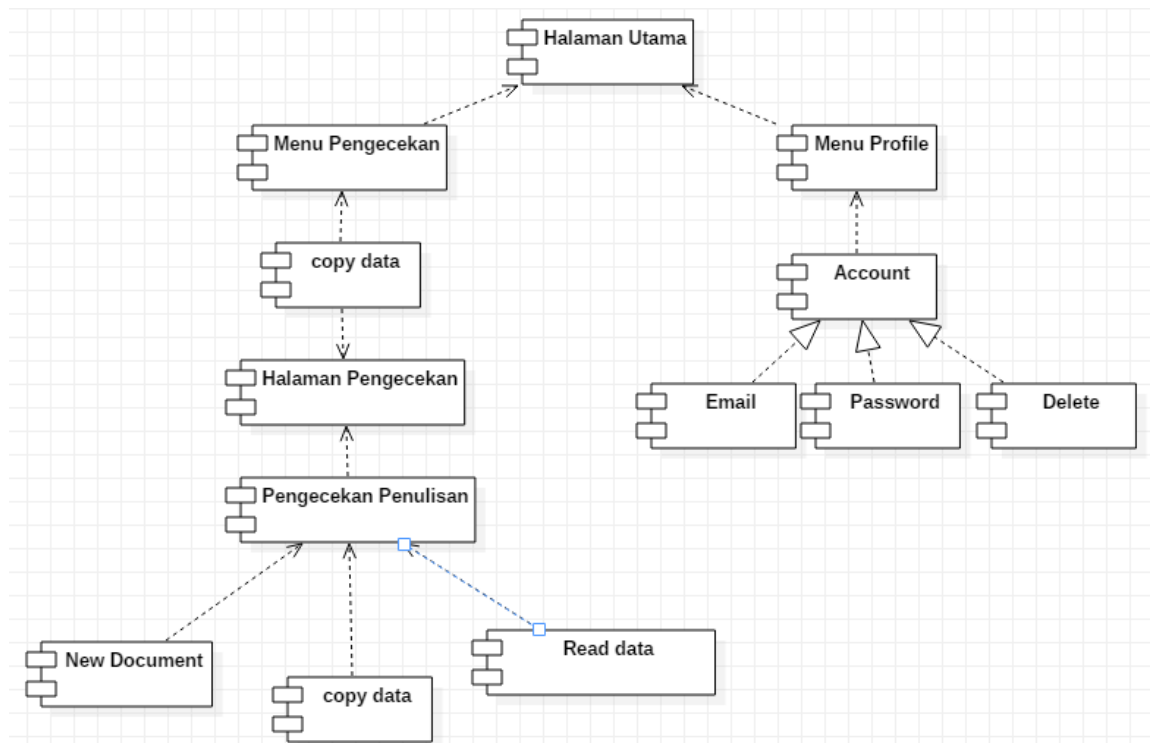 Halaman Utama
Menu Pengecekan
Menu Profile
copy data
Account
Halaman Pengecekan
Email
Password
Delete
Pengecekan Penulisan
New Document
Read data
copy data